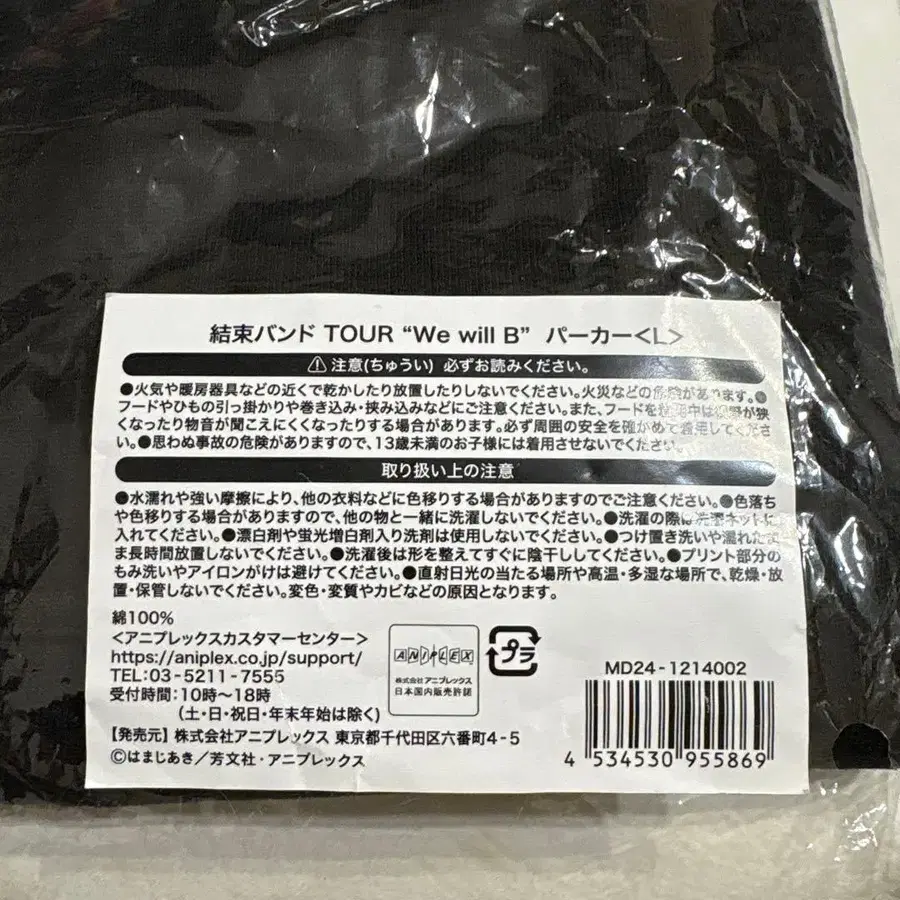 結束バンド TOUR “We will B” パーカー<L>
⚠注意(ちゅうい) 必ずお読みください。
●火気や暖房器具などの近くで乾かしたり放置したりしないでください。火災などの危険があります。●
フードやひもの引っ掛かりや巻き込み・挟み込みなどにご注意ください。また、フードを着用中は視野が狭
くなったり物音が聞こえにくくなったりする場合があります。必ず周囲の安全を確かめて着用してくださ
い。●思わぬ事故の危険がありますので、13歳未満のお子様には着用させないでください。
取り扱い上の注意
●水濡れや強い摩擦により、他の衣料などに色移りする場合がありますのでご注意ください。●色落ち
や色移りする場合がありますので、他の物と一緒に洗濯しないでください。●洗濯の際は洗濯ネットに
入れてください。●漂白剤や蛍光増白剤入り洗剤は使用しないでください。●つけ置き洗いや濡れたま
ま長時間放置しないでください。●洗濯後は形を整えてすぐに陰干ししてください。●プリント部分の
もみ洗いやアイロンがけは避けてください。●直射日光の当たる場所や高温・多湿な場所で、乾燥・放
置・保管しないでください。変色・変質やカビなどの原因となります。
綿100%
<アニプレックスカスタマーセンター>
https://aniplex.co.jp/support/
TEL:03-5211-7555
受付時間:10時〜18時
(土・日・祝日・年末年始は除く)
【発売元】株式会社アニプレックス 東京都千代田区六番町4-5
©はまじあき/芳文社・アニプレックス
ANIPLEX
株式会社アニプレックス
日本国内販売許諾
プラ
MD24-1214002
4 534530 955869